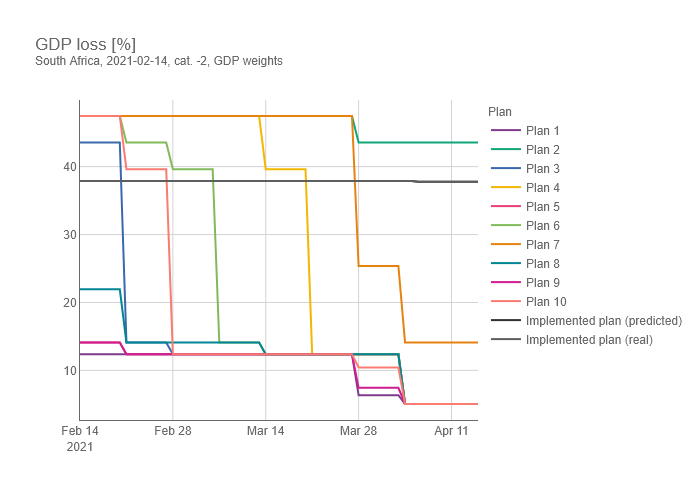 GDP loss [%]
South Africa, 2021-02-14, cat. -2, GDP weights
Plan
Plan 1
Plan 2
Plan 3
Plan 4
Plan 5
Plan 6
Plan 7
Plan 8
Plan 9
Plan 10
Implemented plan (predicted)
Implemented plan (real)
40
30
20
10
Feb 14 Feb 28 Mar 14 Mar 28 Apr 11
2021